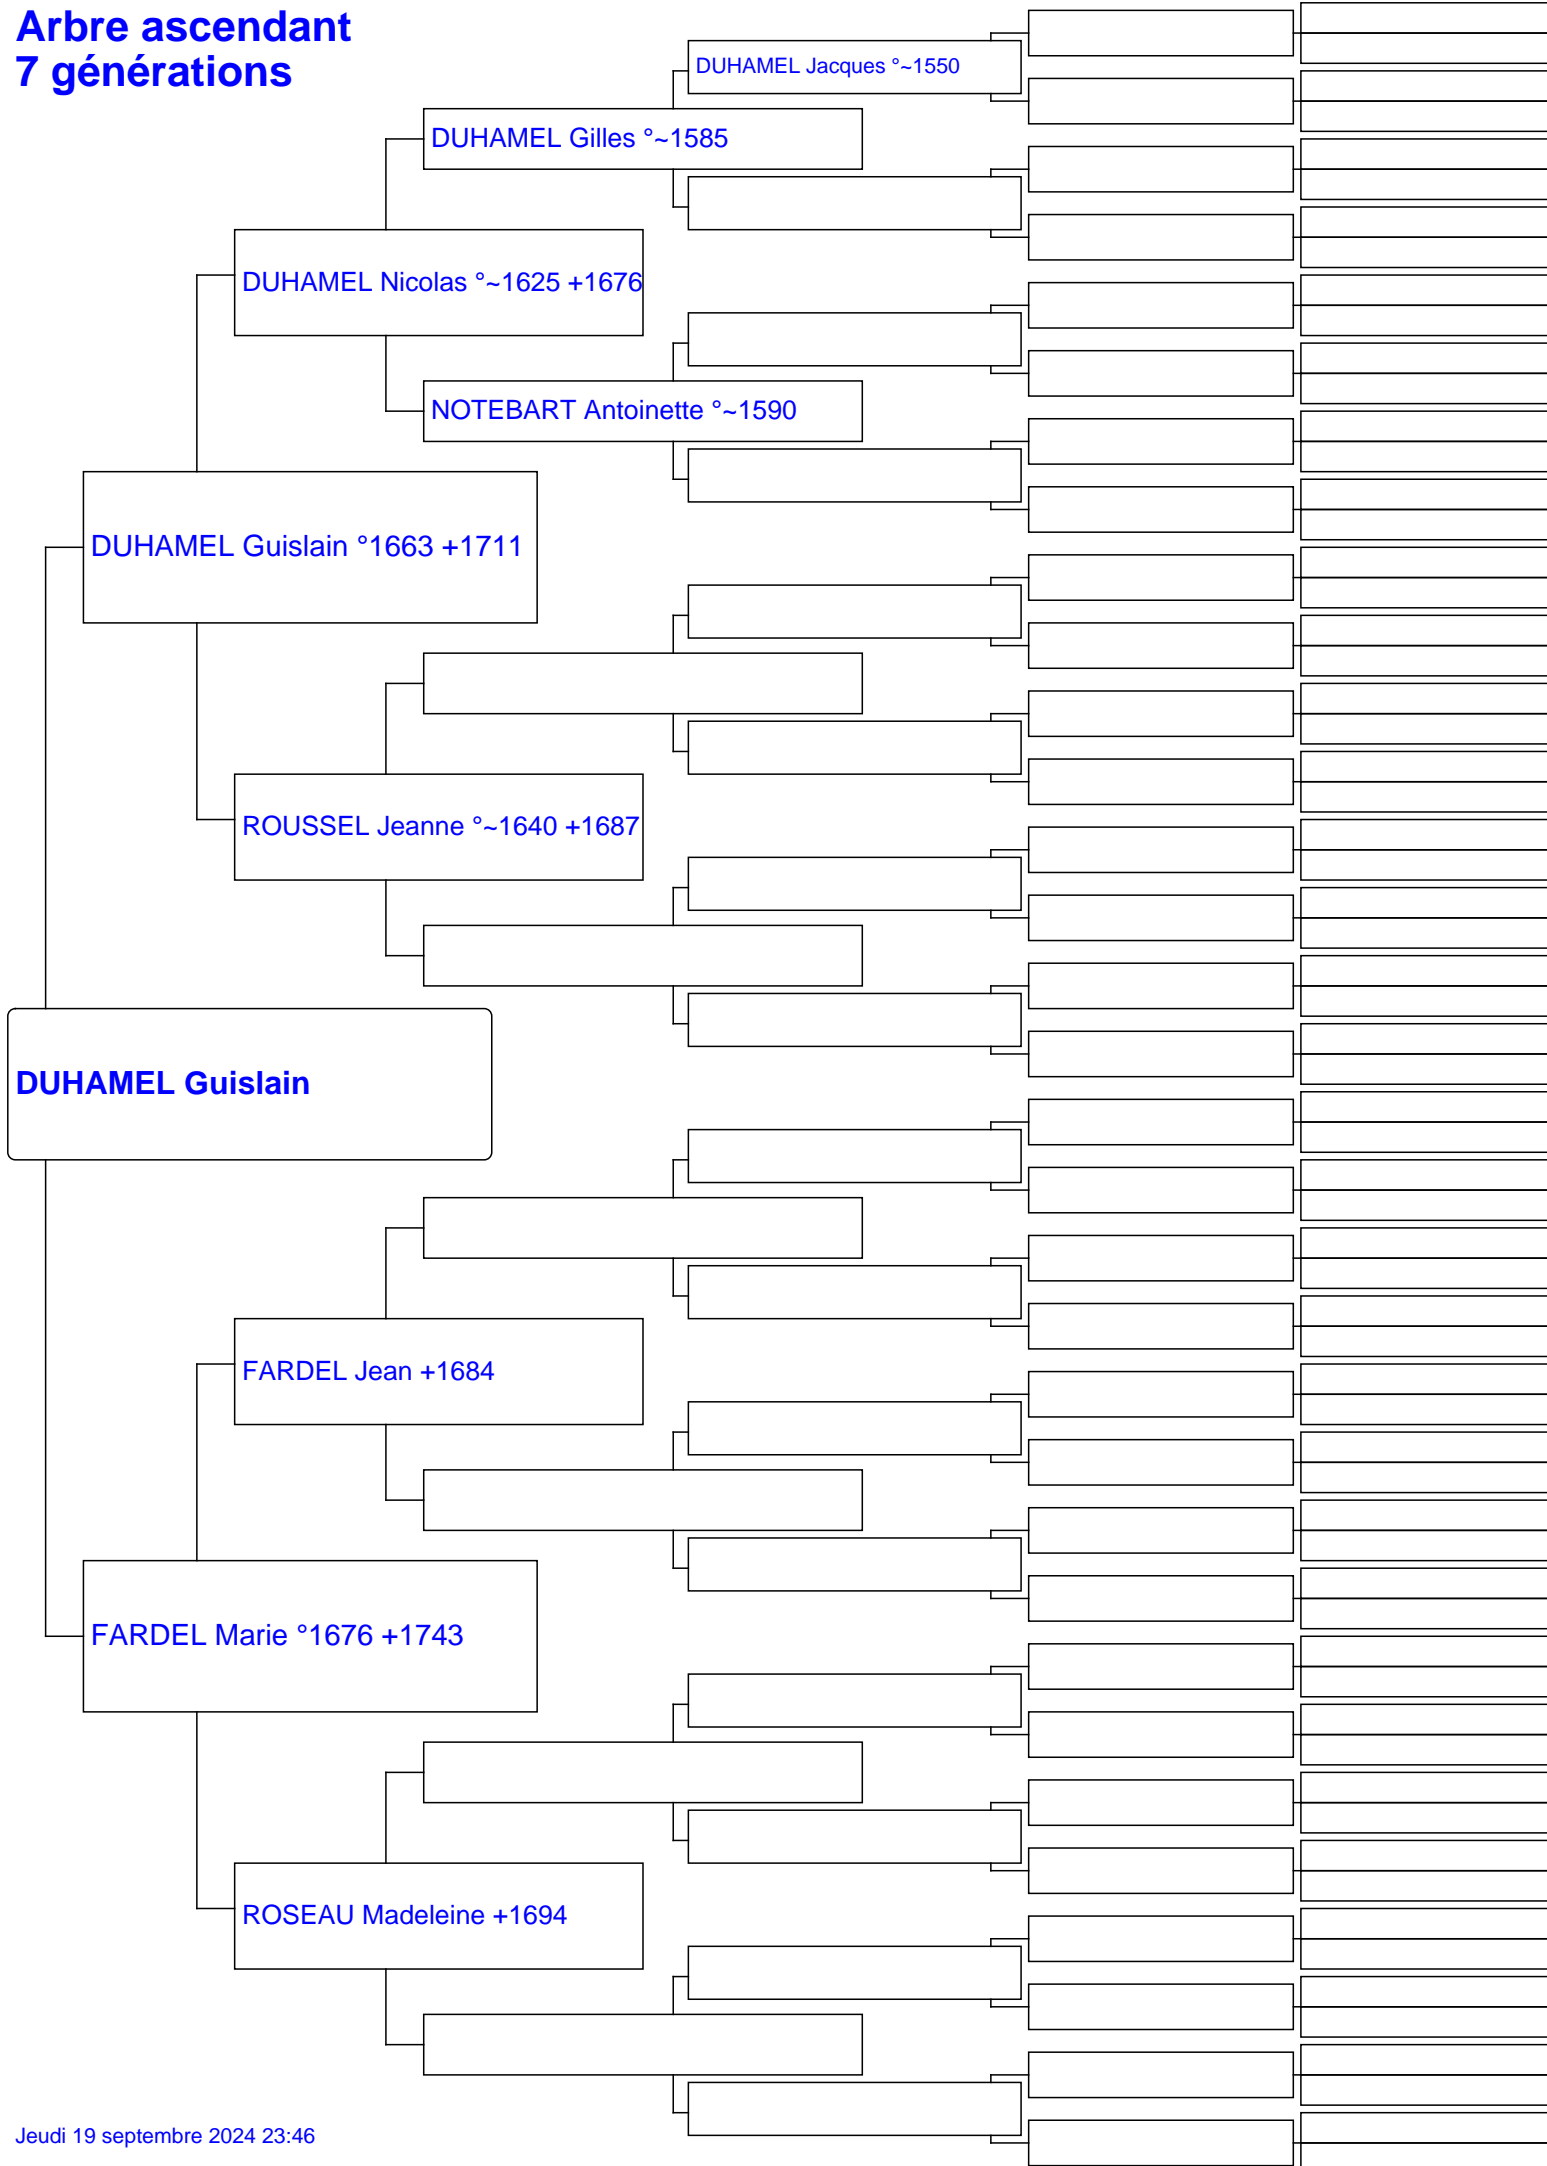 Arbre ascendant
7 générations
DUHAMEL Jacques °~1550
DUHAMEL Gilles °~1585
DUHAMEL Nicolas °~1625 +1676
NOTEBART Antoinette °~1590
DUHAMEL Guislain °1663 +1711
ROUSSEL Jeanne °~1640 +1687
DUHAMEL Guislain
FARDEL Jean +1684
FARDEL Marie °1676 +1743
ROSEAU Madeleine +1694
Jeudi 19 septembre 2024 23:46